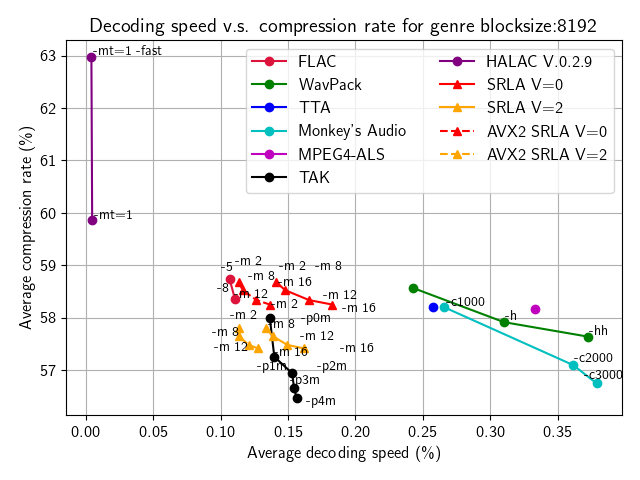 Decoding speed v.s. compression rate for genre blocksize:8192
Average compression rate (%)
63
62
61
60
59
58
57
FLAC
WavPack
TTA
Monkey's Audio
MPEG4-ALS
TAK
HALAC V.0.2.9
SRLA V=0
SRLA V=2
AVX2 SRLA V=0
AVX2 SRLA V=2
-mt=1 -fast
-mt=1
-5
-8
-m 2
-m 8
-m 12
-m 2
-m 16
-m 8
-m 12
-m 16
-m 2
-m 8
-m 12
-m 2
-m 8
-m 16
-m 12
-m 16
-p0m
-p1m
-p2m
-p3m
-p4m
-c1000
-h
-hh
-c2000
-c3000
0.00
0.05
0.10
0.15
0.20
0.25
0.30
0.35
Average decoding speed (%)